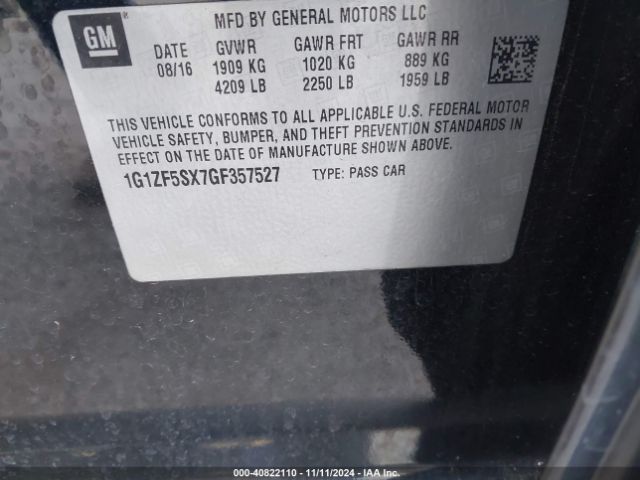 GM
MFD BY GENERAL MOTORS LLC
DATE GVWR GAWR FRT GAWR RR
08/16 1909 KG 1020 KG 889 KG
4209 LB 2250 LB 1959 LB
THIS VEHICLE CONFORMS TO ALL APPLICABLE U.S. FEDERAL MOTOR
VEHICLE SAFETY, BUMPER, AND THEFT PREVENTION STANDARDS IN
EFFECT ON THE DATE OF MANUFACTURE SHOWN ABOVE.
1G1ZF5SX7GF357527 TYPE: PASS CAR
000-40822110 - 11/11/2024 - IAA Inc.